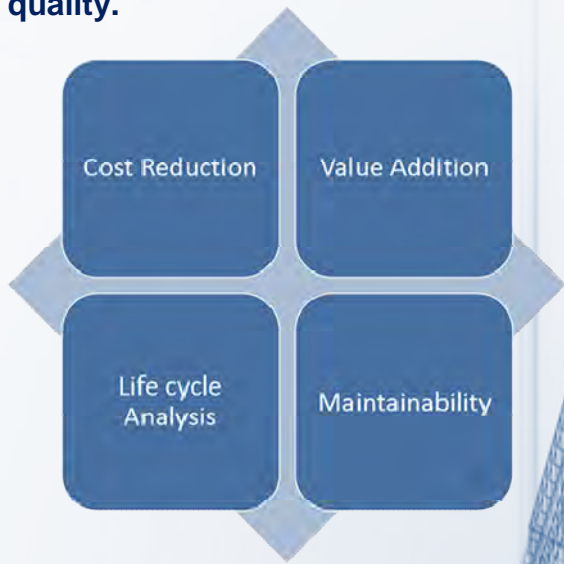 quality.
Cost Reduction
Value Addition
Life cycle
Analysis
Maintainability